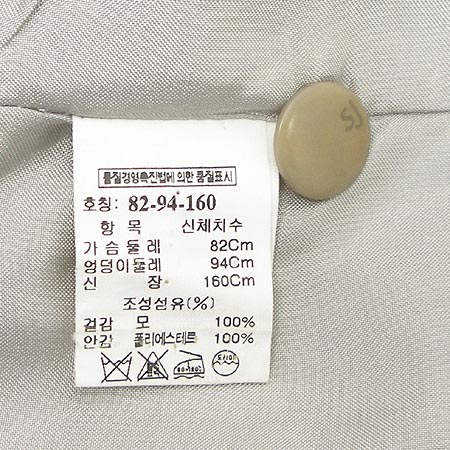 품질경영촉진법에 의한 품질표시
호칭: 82-94-160
항 목 신체치수
가슴둘레 82Cm
엉덩이둘레 94Cm
신 장 160Cm
조성섬유(%)
겉감 모 100%
안감 폴리에스테르 100%
SJ